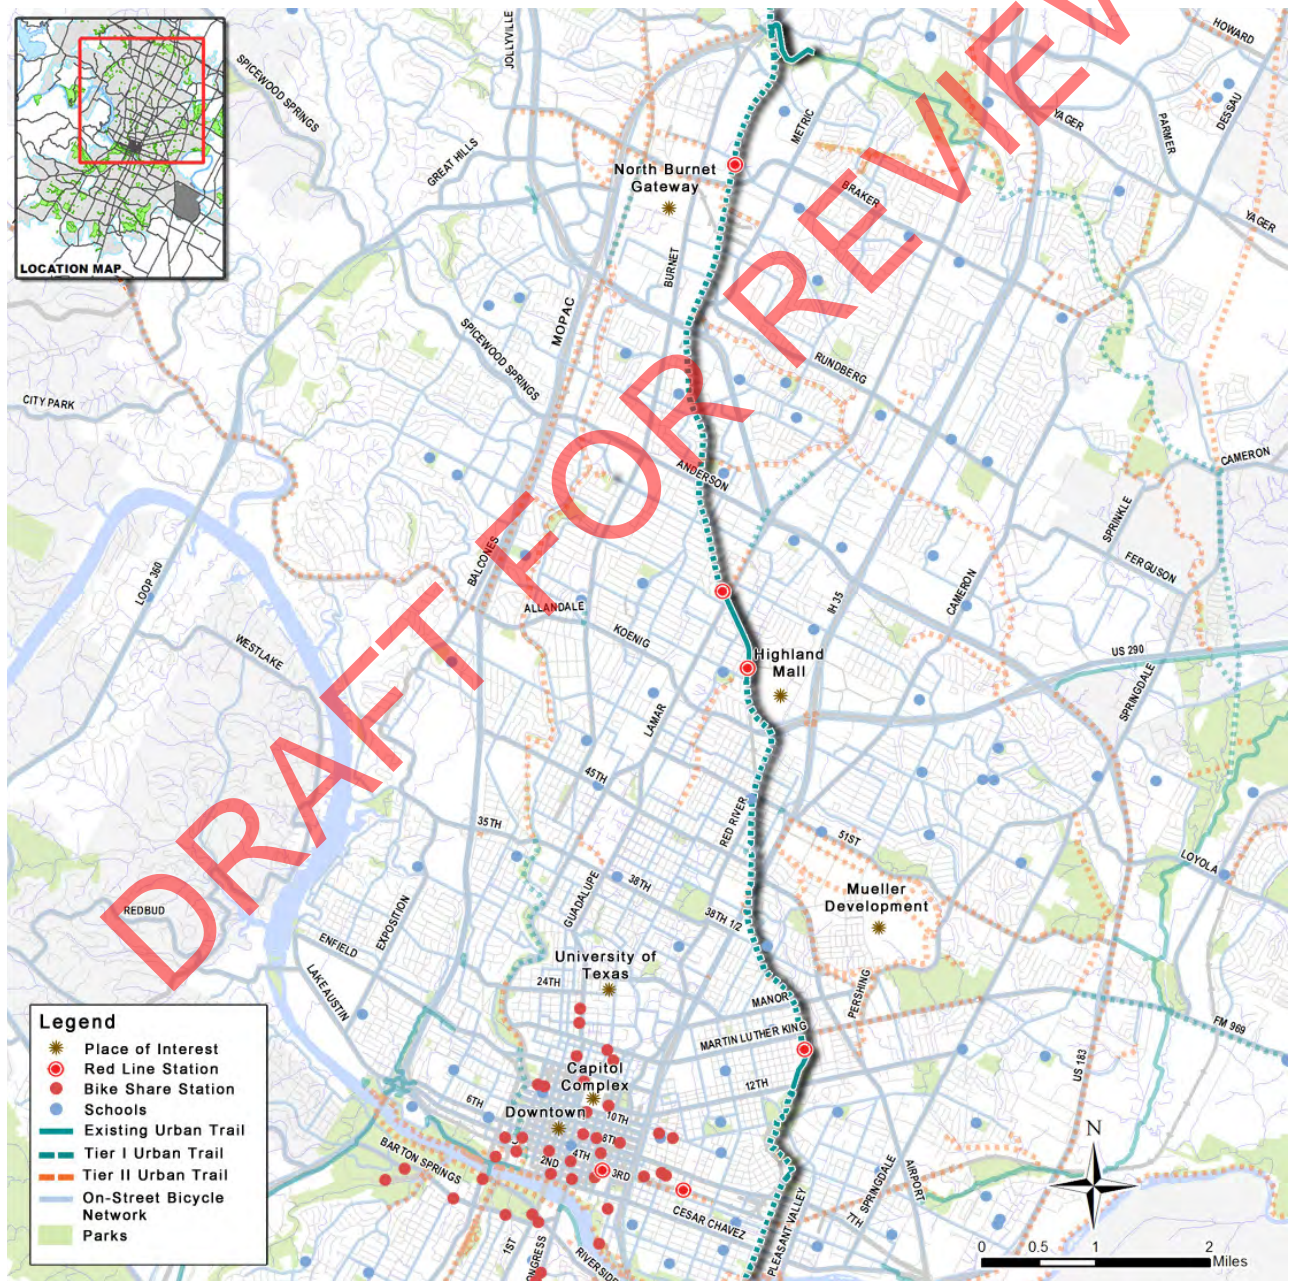 DRAFT FOR REVIEW
LOCATION MAP
JOLLYVILLE
HOWARD
SPICEWOOD SPRINGS
METRIC
YAGER
PARMER
DESSAU
GREAT HILLS
North Burnet
Gateway
BRAKER
YAGER
BURNET
MOPAC
SPICEWOOD SPRINGS
RUNDBERG
CITY PARK
ANDERSON
CAMERON
SPRINKLE
FERGUSON
BALCONES
LOOP 360
ALLANDALE
KOENIG
IH 35
CAMERON
WESTLAKE
Highland
Mall
US 290
SPRINGDALE
LAMAR
45TH
35TH
RED RIVER
51ST
LOYOLA
38TH
GUADALUPE
38TH 1/2
Mueller
Development
REDBUD
EXPOSITION
ENFIELD
University of
Texas
24TH
LAKE AUSTIN
MANOR
PERSHING
MARTIN LUTHER KING
FM 969
US 183
Capitol
Complex
12TH
6TH
Downtown
10TH
8TH
4TH
2ND
3RD
BARTON SPRINGS
CESAR CHAVEZ
PLEASANT VALLEY
7TH
SPRINGDALE
AIRPORT
1ST
ONGRESS
RIVERSIDE
Legend
Place of Interest
Red Line Station
Bike Share Station
Schools
Existing Urban Trail
Tier I Urban Trail
Tier II Urban Trail
On-Street Bicycle
Network
Parks
N
0 0.5 1 2
Miles